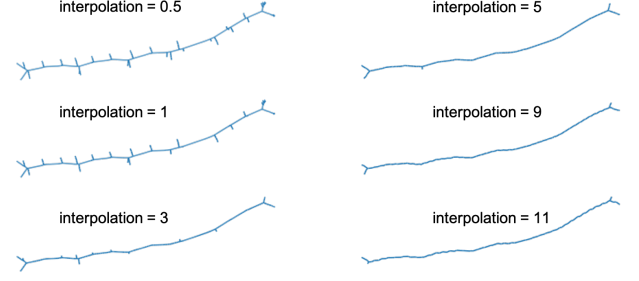 interpolation = 0.5
interpolation = 5
interpolation = 1
interpolation = 9
interpolation = 3
interpolation = 11